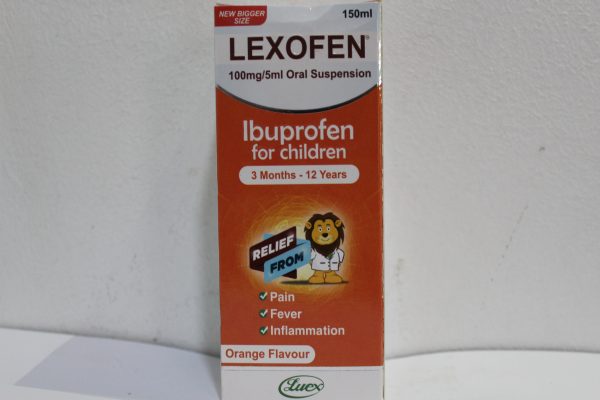 NEW BIGGER
SIZE
150ml
LEXOFEN®
100mg/5ml Oral Suspension
Ibuprofen
for children
3 Months - 12 Years
RELIEF
FROM
Pain
Fever
Inflammation
Orange Flavour
Luex